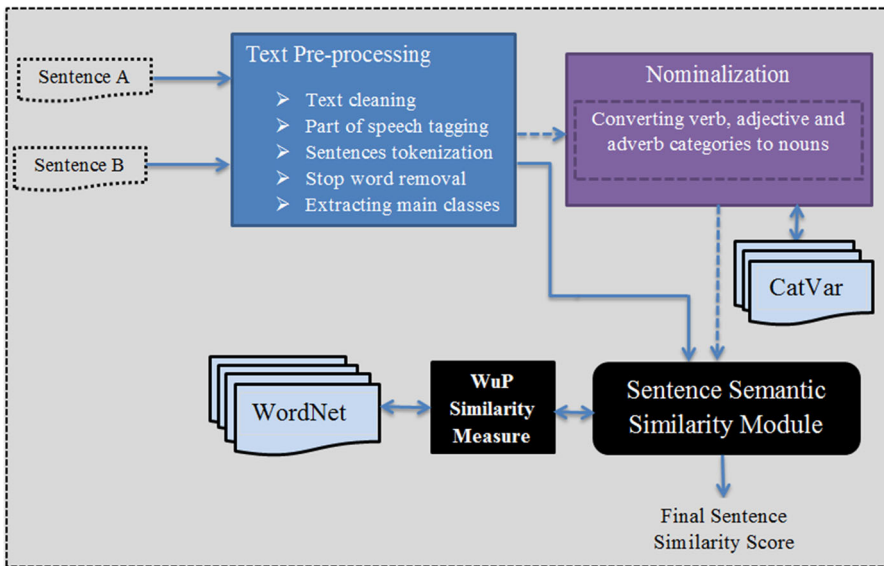 Sentence A
Sentence B
Text Pre-processing
Text cleaning
Part of speech tagging
Sentences tokenization
Stop word removal
Extracting main classes
Nominalization
Converting verb, adjective and
adverb categories to nouns
CatVar
WordNet
WuP
Similarity
Measure
Sentence Semantic
Similarity Module
Final Sentence
Similarity Score